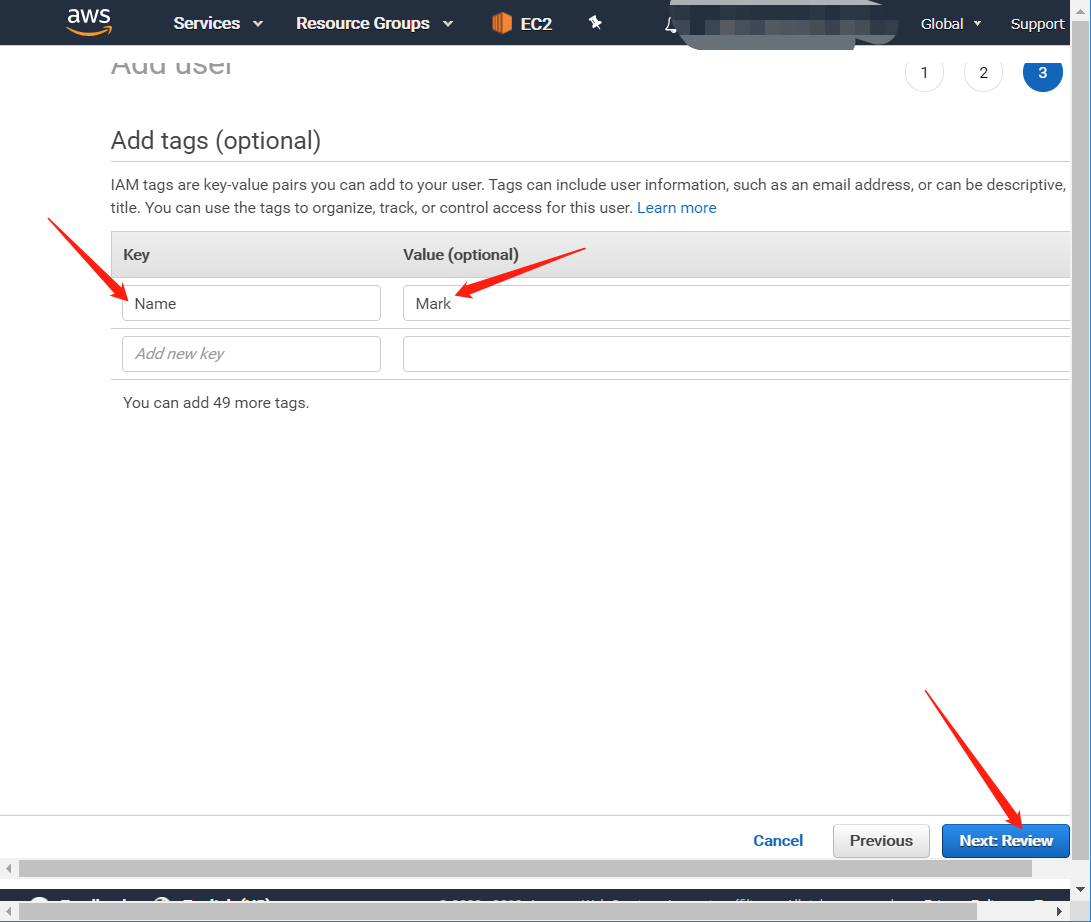 aws Services Resource Groups EC2 Global Support
Add user
1 2 3
Add tags (optional)
IAM tags are key-value pairs you can add to your user. Tags can include user information, such as an email address, or can be descriptive,
title. You can use the tags to organize, track, or control access for this user. Learn more
Key Value (optional)
Name Mark
Add new key
You can add 49 more tags.
Cancel Previous Next: Review